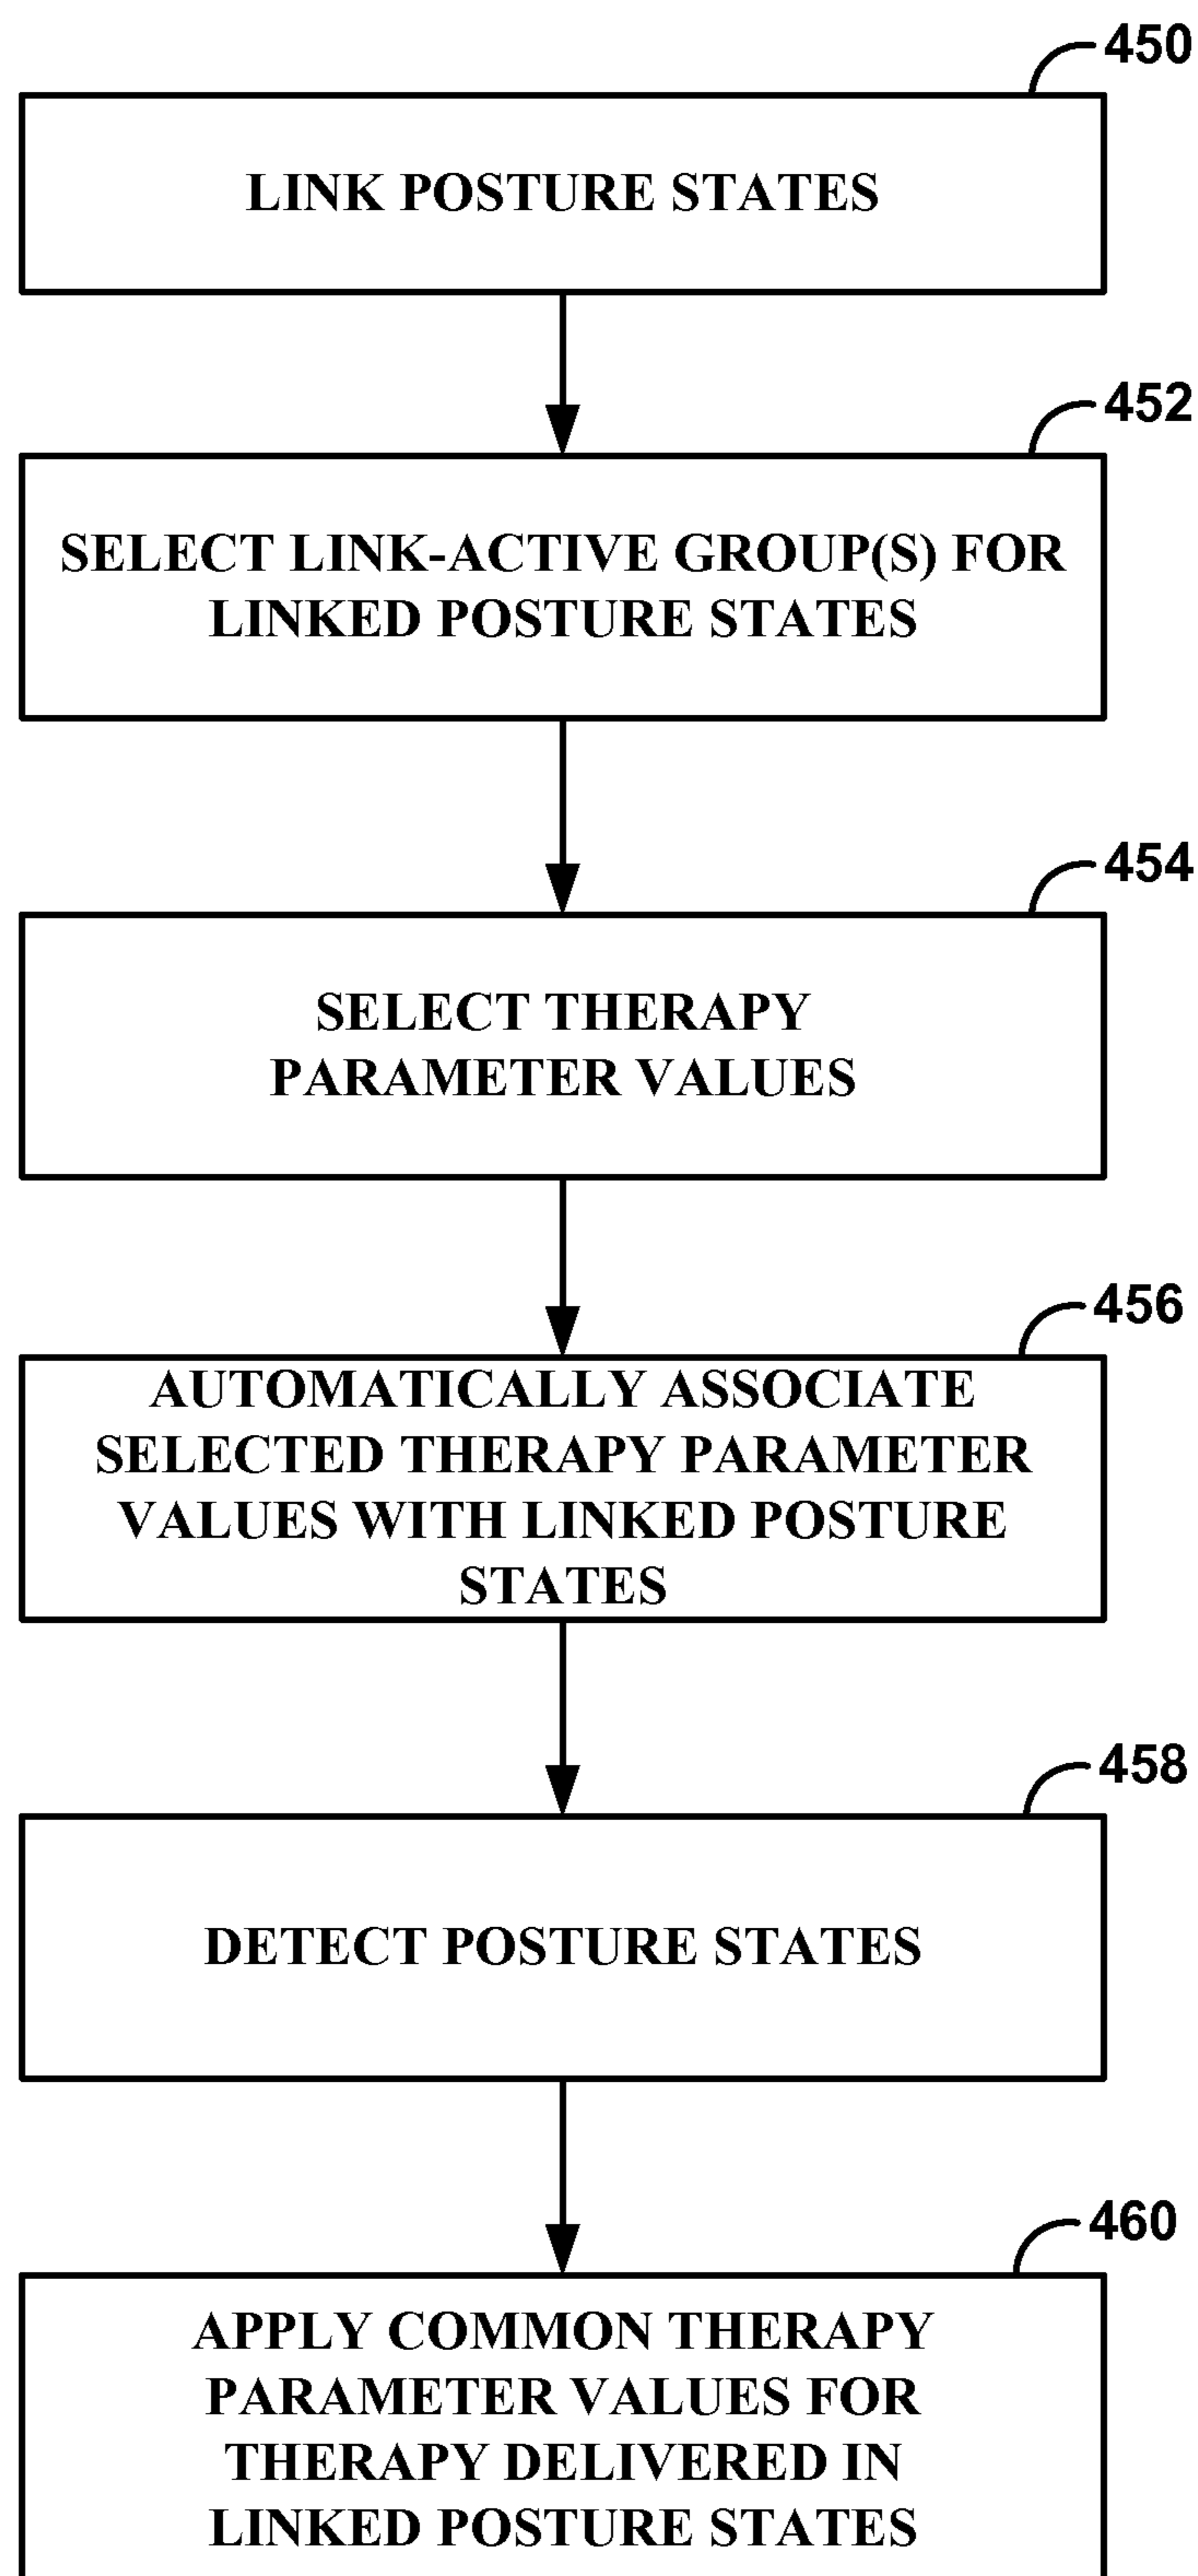 450
LINK POSTURE STATES
452
SELECT LINK-ACTIVE GROUP(S) FOR
LINKED POSTURE STATES
454
SELECT THERAPY
PARAMETER VALUES
456
AUTOMATICALLY ASSOCIATE
SELECTED THERAPY PARAMETER
VALUES WITH LINKED POSTURE
STATES
458
DETECT POSTURE STATES
460
APPLY COMMON THERAPY
PARAMETER VALUES FOR
THERAPY DELIVERED IN
LINKED POSTURE STATES